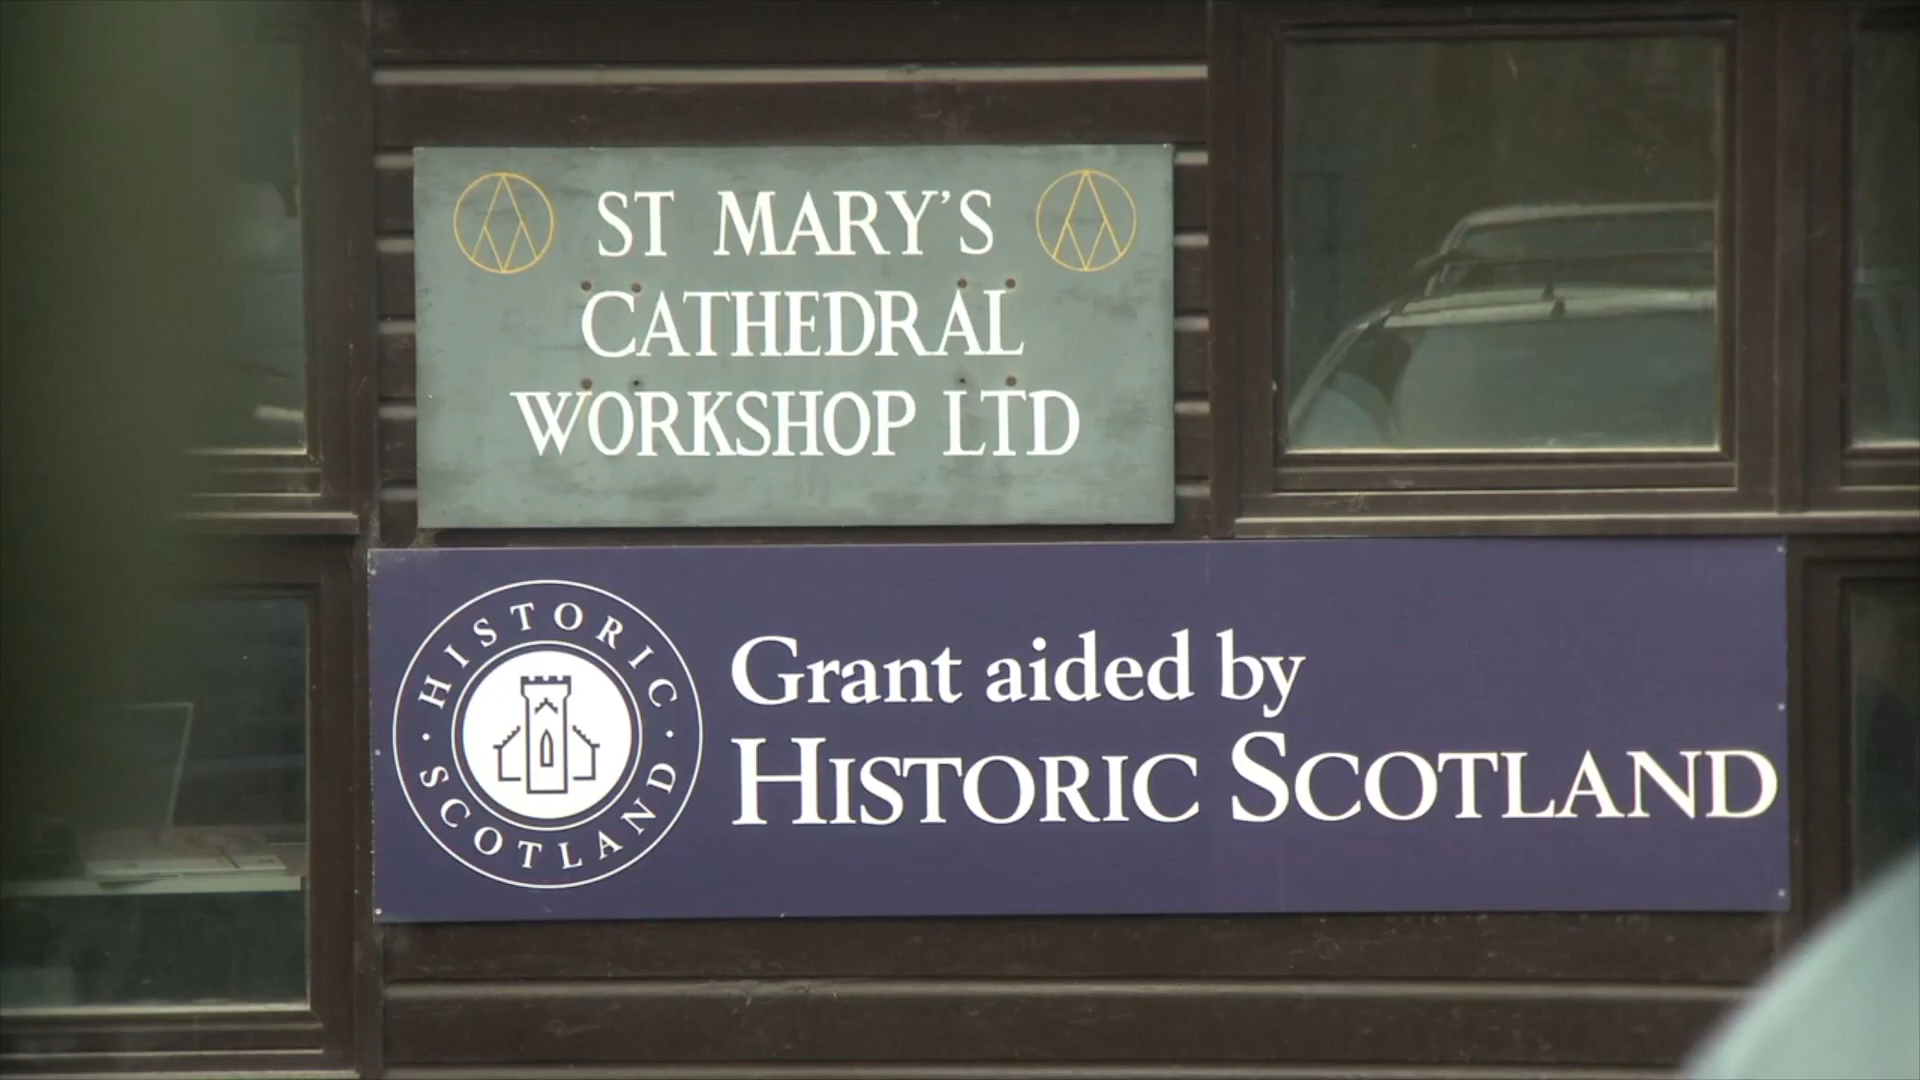 ST MARY'S
CATHEDRAL
WORKSHOP LTD
· HISTORIC ·
SCOTLAND
Grant aided by
HISTORIC SCOTLAND